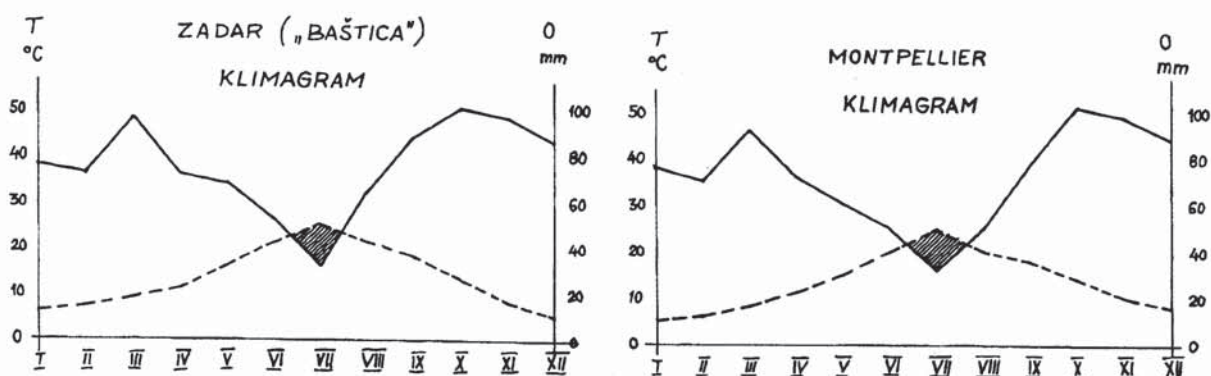 T
°C
ZADAR („BAŠTICA")
KLIMAGRAM
O
mm
50
40
30
20
10
0
100
80
60
40
20
0
I II III IV V VI VII VIII IX X XI XII
T
°C
MONTPELLIER
KLIMAGRAM
O
mm
50
40
30
20
10
0
100
80
60
40
20
0
I II III IV V VI VII VIII IX X XI XII